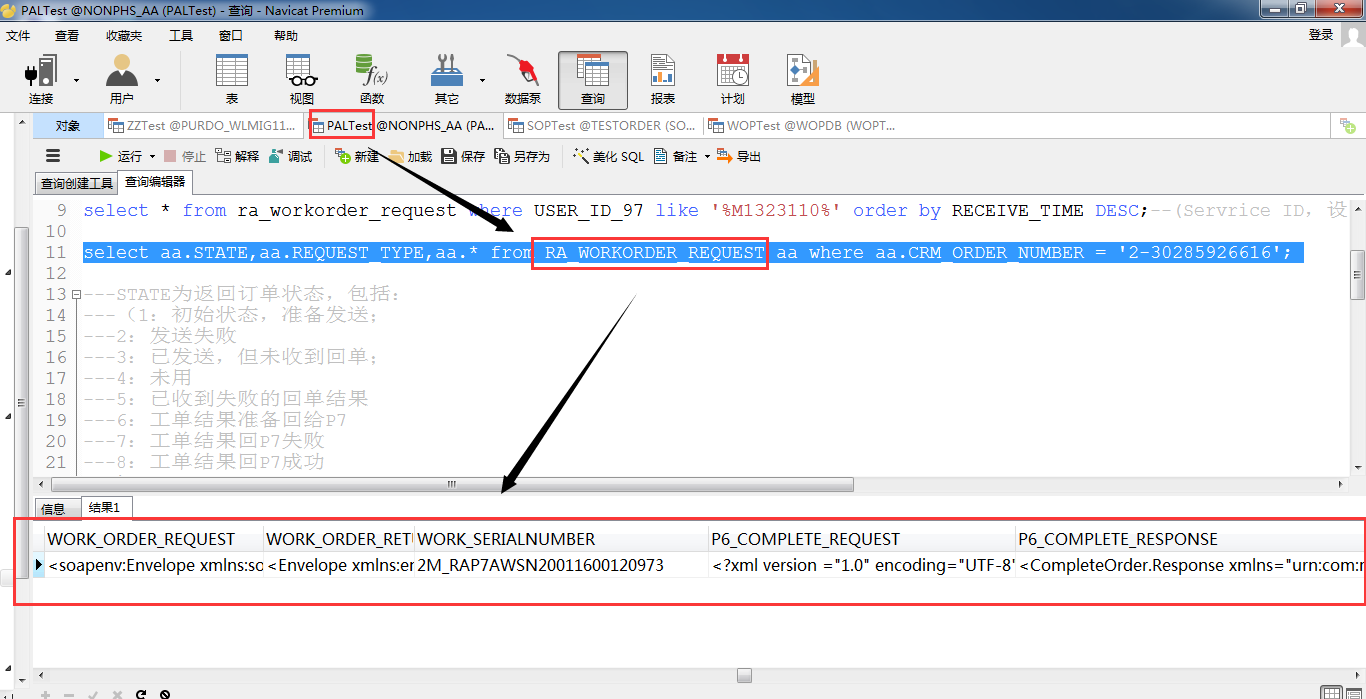 PALTest @NONPHS_AA (PALTest) - 查询 - Navicat Premium
文件 查看 收藏夹 工具 窗口 帮助 登录
连接 用户 表 视图 函数 其它 数据泵 查询 报表 计划 模型
对象 ZZTest @PURDO_WLMIG11... PALTest @NONPHS_AA (PA... SOPTest @TESTORDER (SO... WOPTest @WOPDB (WOPT...
运行 停止 解释 调试 新建 加载 保存 另存为 美化 SQL 备注 导出
查询创建工具 查询编辑器
9 select * from ra_workorder_request where USER_ID_97 like '%M1323110%' order by RECEIVE_TIME DESC;--(Servrice ID, 设
10
11 select aa.STATE,aa.REQUEST_TYPE,aa.* from RA_WORKORDER_REQUEST aa where aa.CRM_ORDER_NUMBER = '2-30285926616';
12
13 ---STATE为返回订单状态，包括：
14 ---（1：初始状态，准备发送；
15 ---2：发送失败
16 ---3：已发送，但未收到回单；
17 ---4：未用
18 ---5：已收到失败的回单结果
19 ---6：工单结果准备回给P7
20 ---7：工单结果回P7失败
21 ---8：工单结果回P7成功
信息 结果1
WORK_ORDER_REQUEST WORK_ORDER_RETU WORK_SERIALNUMBER P6_COMPLETE_REQUEST P6_COMPLETE_RESPONSE
<soapenv:Envelope xmlns:so <Envelope xmlns:er 2M_RAP7AWSN20011600120973 <?xml version ="1.0" encoding="UTF-8' <CompleteOrder.Response xmlns="urn:com:r